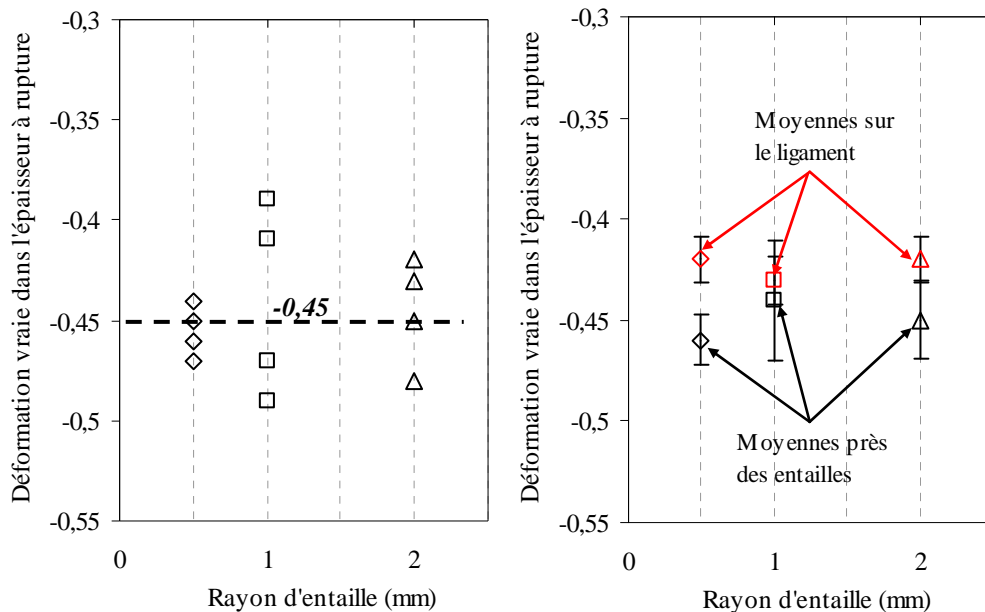 Déformation vraie dans l'épaisseur à rupture
-0,3
-0,35
-0,4
-0,45
-0,5
-0,55
-0,45
0
1
2
Rayon d'entaille (mm)
Déformation vraie dans l'épaisseur à rupture
-0,3
-0,35
-0,4
-0,45
-0,5
-0,55
Moyennes sur
le ligament
Moyennes près
des entailles
0
1
2
Rayon d'entaille (mm)